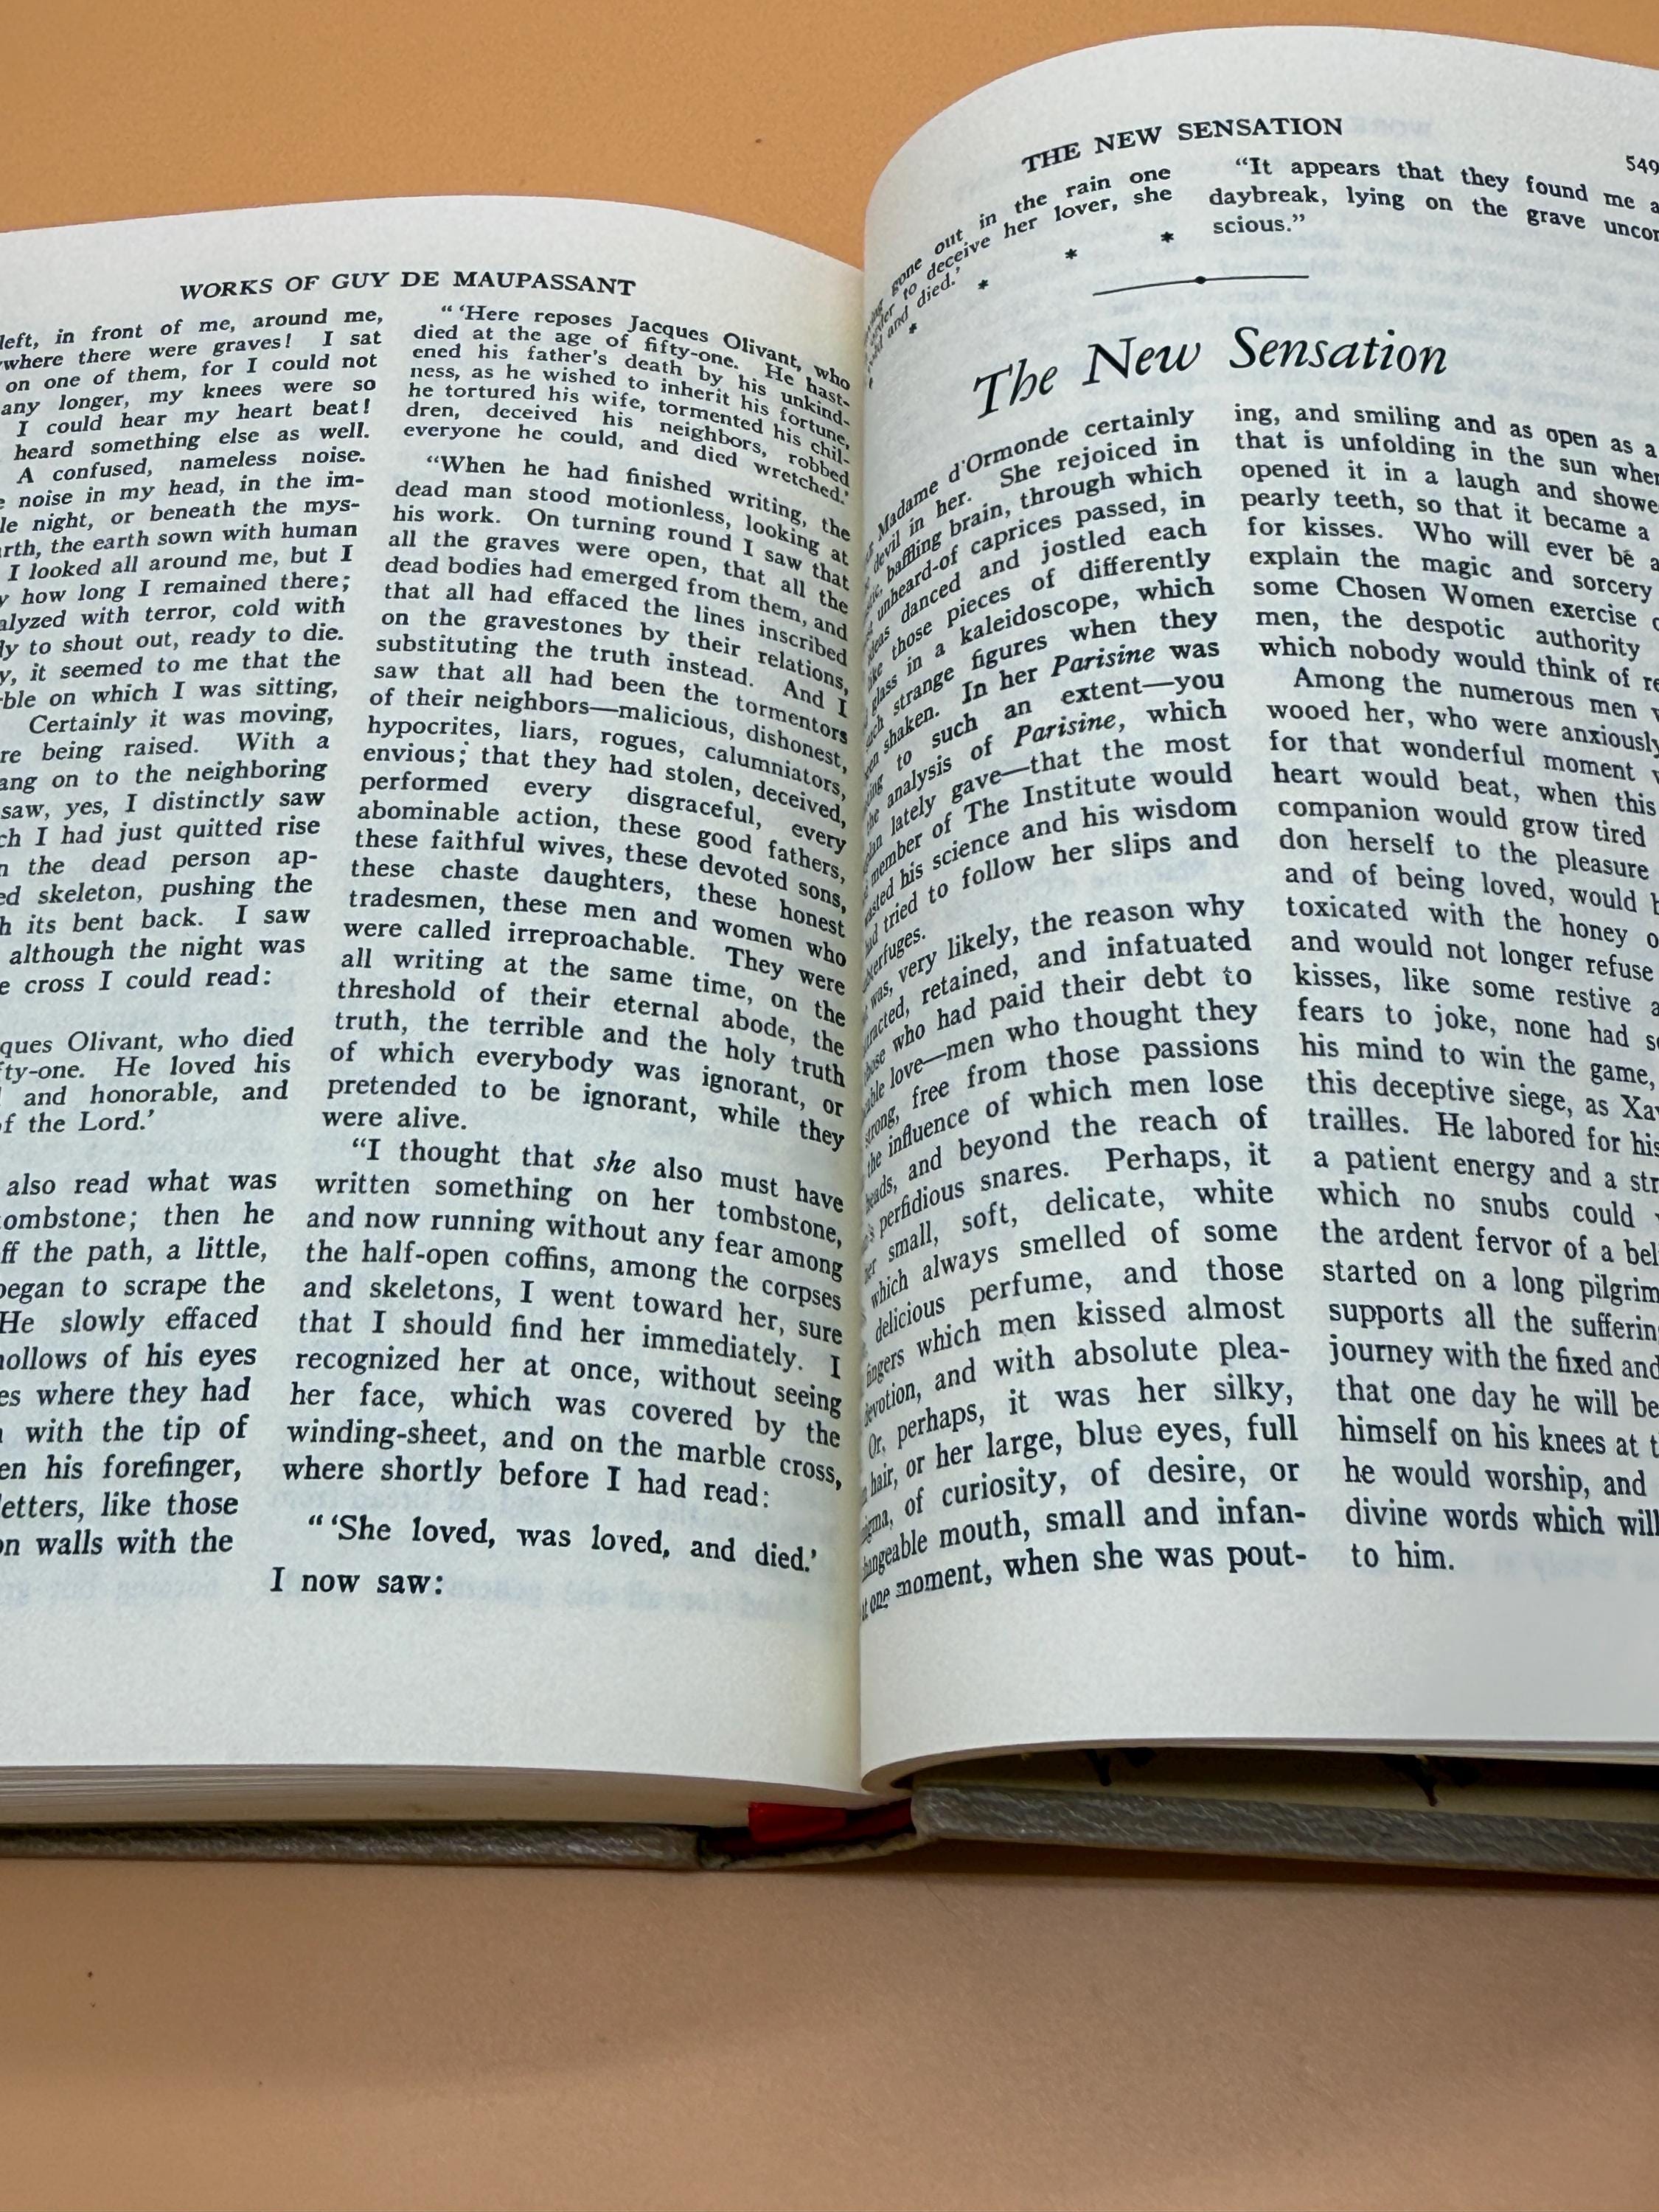 WORKS OF GUY DE MAUPASSANT
left, in front of me, around me,
where there were graves! I sat
on one of them, for I could not
any longer, my knees were so
I could hear my heart beat!
heard something else as well.
A confused, nameless noise.
noise in my head, in the im-
night, or beneath the mys-
the earth sown with human
I looked all around me, but I
how long I remained there;
with terror, cold with
to shout out, ready to die.
it seemed to me that the
on which I was sitting,
Certainly it was moving,
being raised. With a
on to the neighboring
saw, yes, I distinctly saw
I had just quitted rise
the dead person ap-
skeleton, pushing the
its bent back. I saw
although the night was
cross I could read:
Olivant, who died
He loved his
and honorable, and
of the Lord.'
also read what was
tombstone; then he
off the path, a little,
began to scrape the
He slowly effaced
hollows of his eyes
where they had
with the tip of
his forefinger,
letters, like those
on walls with the
" 'Here reposes Jacques Olivant, who
died at the age of fifty-one. He hast-
ened his father's death by his unkind-
ness, as he wished to inherit his fortune,
he tortured his wife, tormented his chil-
dren, deceived his neighbors, robbed
everyone he could, and died wretched.'
"When he had finished writing, the
dead man stood motionless, looking at
his work. On turning round I saw that
all the graves were open, that all the
dead bodies had emerged from them, and
that all had effaced the lines inscribed
on the gravestones by their relations,
substituting the truth instead. And I
saw that all had been the tormentors
of their neighbors—malicious, dishonest,
hypocrites, liars, rogues, calumniators,
envious; that they had stolen, deceived,
performed every disgraceful, every
abominable action, these good fathers,
these faithful wives, these devoted sons,
these chaste daughters, these honest
tradesmen, these men and women who
were called irreproachable. They were
all writing at the same time, on the
threshold of their eternal abode, the
truth, the terrible and the holy truth
of which everybody was ignorant, or
pretended to be ignorant, while they
were alive.
"I thought that she also must have
written something on her tombstone,
and now running without any fear among
the half-open coffins, among the corpses
and skeletons, I went toward her, sure
that I should find her immediately. I
recognized her at once, without seeing
her face, which was covered by the
winding-sheet, and on the marble cross,
where shortly before I had read:
" 'She loved, was loved, and died.'
I now saw:
THE NEW SENSATION
549
gone out in the rain one
to deceive her lover, she
and died.'
* * * *
"It appears that they found me
daybreak, lying on the grave uncon
scious."
The New Sensation
Madame d'Ormonde certainly
devil in her. She rejoiced in
baffling brain, through which
unheard-of caprices passed, in
ideas danced and jostled each
like those pieces of differently
glass in a kaleidoscope, which
strange figures when they
shaken. In her Parisine was
to such an extent—you
the analysis of Parisine, which
lately gave—that the most
member of The Institute would
wasted his science and his wisdom
had tried to follow her slips and
was, very likely, the reason why
retained, and infatuated
those who had paid their debt to
love—men who thought they
strong, free from those passions
the influence of which men lose
heads, and beyond the reach of
perfidious snares. Perhaps, it
small, soft, delicate, white
which always smelled of some
delicious perfume, and those
fingers which men kissed almost
devotion, and with absolute plea-
Or, perhaps, it was her silky,
hair, or her large, blue eyes, full
of curiosity, of desire, or
mouth, small and infan-
at one moment, when she was pout-
ing, and smiling and as open as a
that is unfolding in the sun when
opened it in a laugh and showed
pearly teeth, so that it became a
for kisses. Who will ever be
explain the magic and sorcery
some Chosen Women exercise
men, the despotic authority
which nobody would think of
Among the numerous men
wooed her, who were anxiously
for that wonderful moment
heart would beat, when this
companion would grow tired
don herself to the pleasure
and of being loved, would
toxicated with the honey
and would not longer refuse
kisses, like some restive
fears to joke, none had
his mind to win the game,
this deceptive siege, as
trailles. He labored for his
a patient energy and a
which no snubs could
the ardent fervor of a
started on a long
supports all the
journey with the fixed and
that one day he will be
himself on his knees at
he would worship, and
divine words which will
to him.